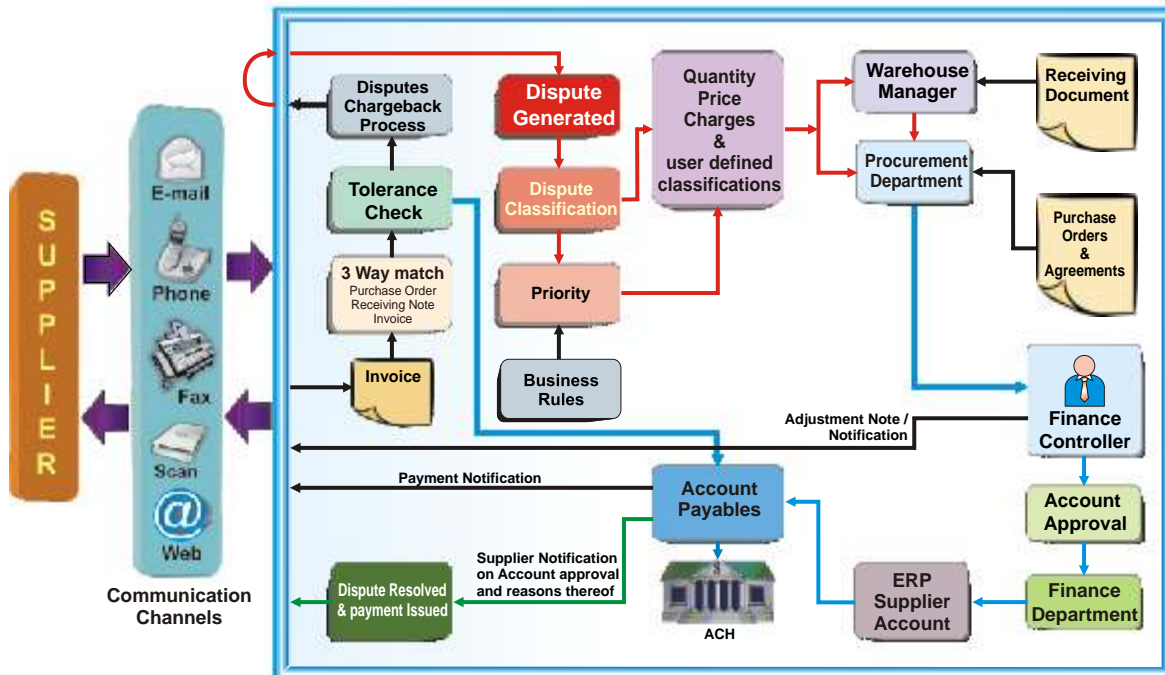 S
U
P
P
L
I
E
R
E-mail
Phone
Fax
Scan
@
Web
Communication
Channels
Disputes
Chargeback
Process
Tolerance
Check
3 Way match
Purchase Order
Receiving Note
Invoice
Invoice
Dispute
Generated
Dispute
Classification
Priority
Business
Rules
Quantity
Price
Charges
&
user defined
classifications
Warehouse
Manager
Procurement
Department
Receiving
Document
Purchase
Orders
&
Agreements
Finance
Controller
Adjustment Note /
Notification
Payment Notification
Account
Payables
Account
Approval
Supplier Notification
on Account approval
and reasons thereof
Dispute Resolved
& payment Issued
$
ACH
ERP
Supplier
Account
Finance
Department